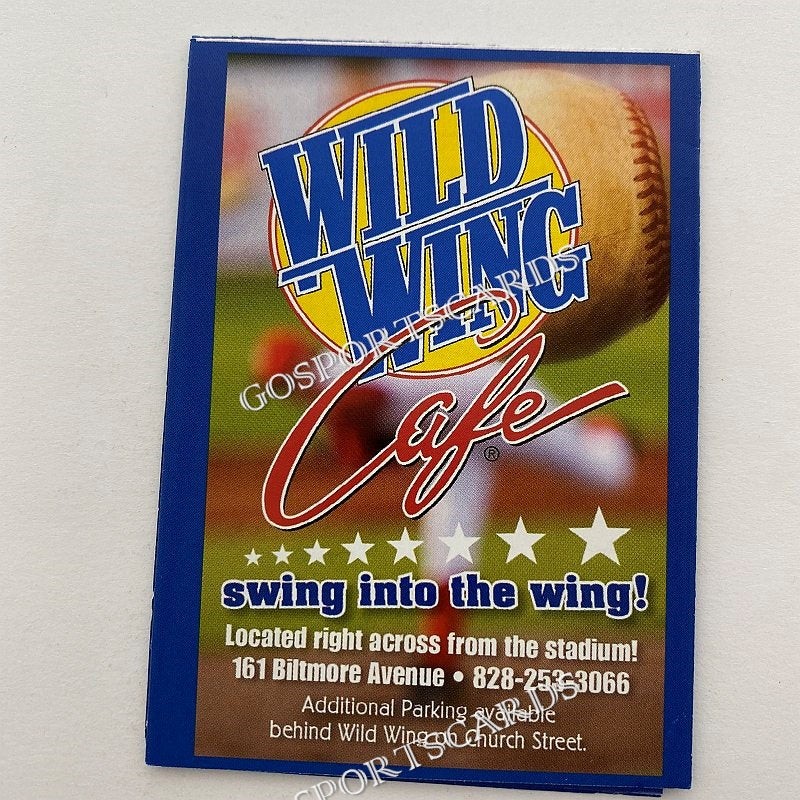 WILD
WING
Cafe®
swing into the wing!
Located right across from the stadium!
161 Biltmore Avenue • 828-253-3066
Additional Parking available
behind Wild Wing on Church Street.
GOSPORTSCARDS
GOSPORTSCARDS